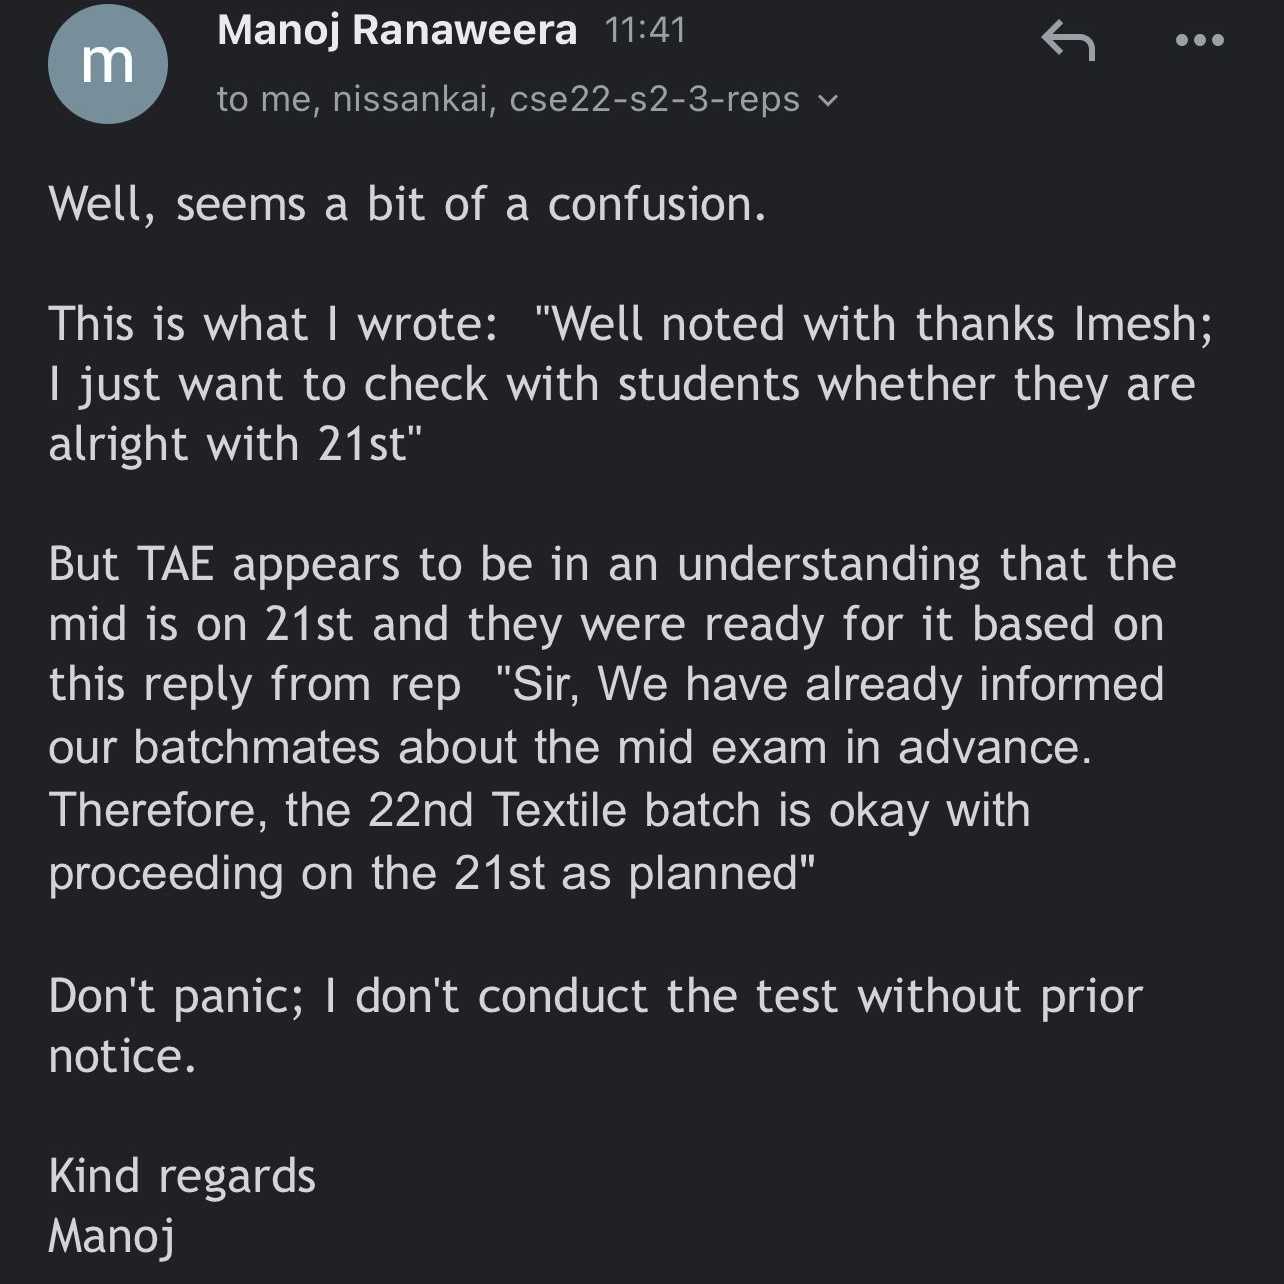 m
Manoj Ranaweera 11:41
to me, nissankai, cse22-s2-3-reps
Well, seems a bit of a confusion.
This is what I wrote:  "Well noted with thanks Imesh;
I just want to check with students whether they are
alright with 21st"
But TAE appears to be in an understanding that the
mid is on 21st and they were ready for it based on
this reply from rep  "Sir, We have already informed
our batchmates about the mid exam in advance.
Therefore, the 22nd Textile batch is okay with
proceeding on the 21st as planned"
Don't panic; I don't conduct the test without prior
notice.
Kind regards
Manoj